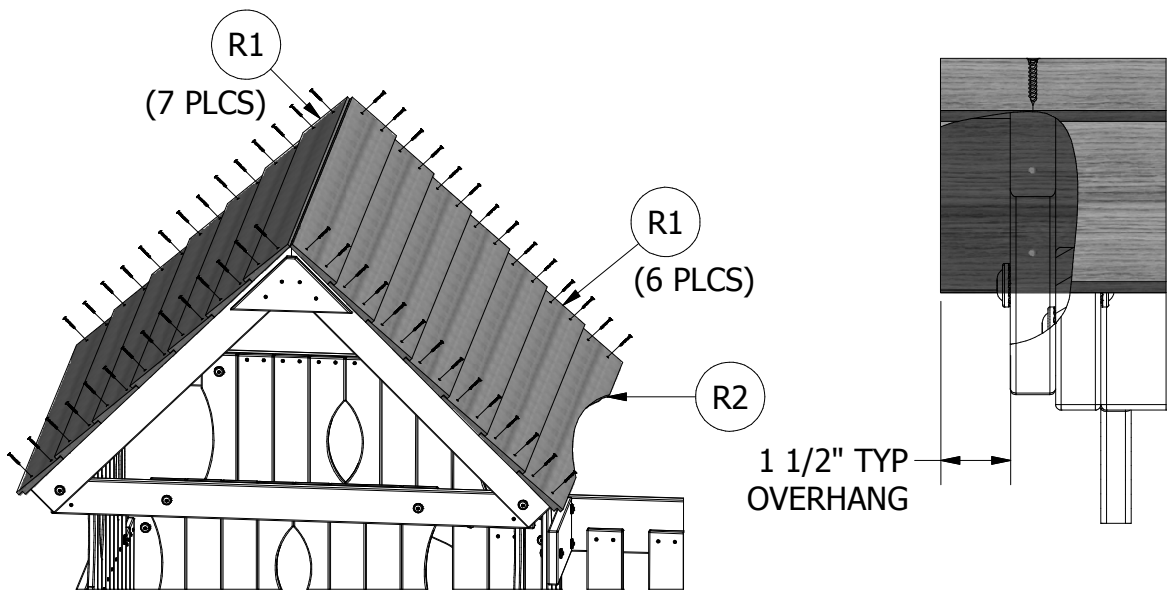 R1
(7 PLCS)
R1
(6 PLCS)
R2
1 1/2" TYP
OVERHANG